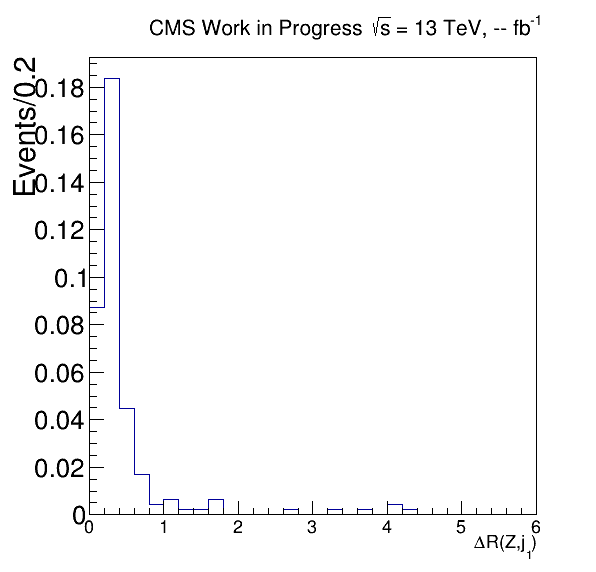 CMS Work in Progress √s = 13 TeV, -- fb⁻¹
Events/0.2
0.18
0.16
0.14
0.12
0.1
0.08
0.06
0.04
0.02
0
0 1 2 3 4 5 6
ΔR(Z,j₁)